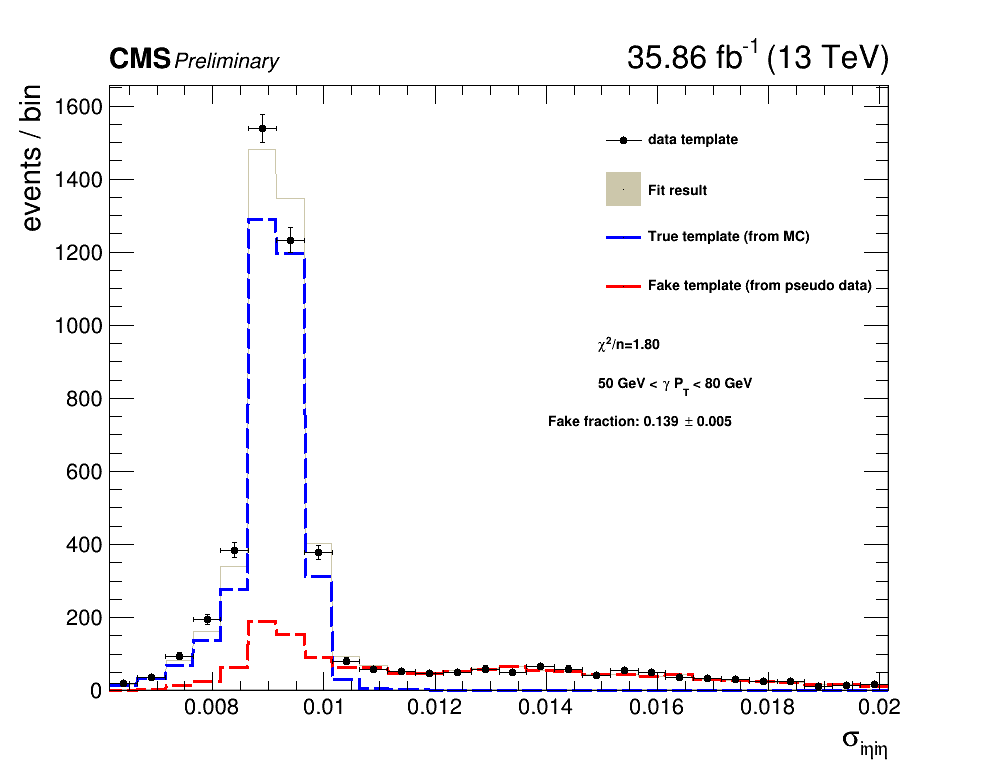 CMS Preliminary 35.86 fb⁻¹ (13 TeV)
events / bin
1600
1400
1200
1000
800
600
400
200
0
data template
Fit result
True template (from MC)
Fake template (from pseudo data)
χ²/n=1.80
50 GeV < γ P_T < 80 GeV
Fake fraction: 0.139 ± 0.005
0.008 0.01 0.012 0.014 0.016 0.018 0.02
σ_iηiη